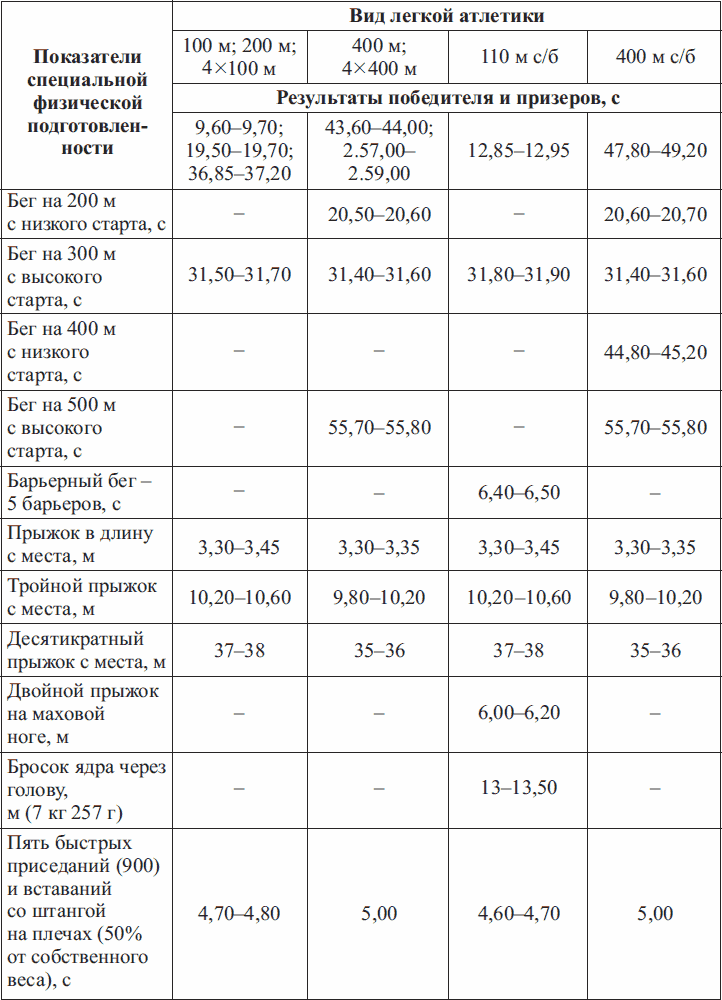 Показатели
специальной
физической
подготовлен-
ности
Вид легкой атлетики
100 м; 200 м;
4×100 м
400 м;
4×400 м
110 м с/б
400 м с/б
Результаты победителя и призеров, с
9,60–9,70;
19,50–19,70;
36,85–37,20
43,60–44,00;
2.57,00–
2.59,00
12,85–12,95
47,80–49,20
Бег на 200 м
с низкого старта, с
–
20,50–20,60
–
20,60–20,70
Бег на 300 м
с высокого
старта, с
31,50–31,70
31,40–31,60
31,80–31,90
31,40–31,60
Бег на 400 м
с низкого
старта, с
–
–
–
44,80–45,20
Бег на 500 м
с высокого
старта, с
–
55,70–55,80
–
55,70–55,80
Барьерный бег –
5 барьеров, с
–
–
6,40–6,50
–
Прыжок в длину
с места, м
3,30–3,45
3,30–3,35
3,30–3,45
3,30–3,35
Тройной прыжок
с места, м
10,20–10,60
9,80–10,20
10,20–10,60
9,80–10,20
Десятикратный
прыжок с места, м
37–38
35–36
37–38
35–36
Двойной прыжок
на маховой
ноге, м
–
–
6,00–6,20
–
Бросок ядра через
голову,
м (7 кг 257 г)
–
–
13–13,50
–
Пять быстрых
приседаний (900)
и вставаний
со штангой
на плечах (50%
от собственного
веса), с
4,70–4,80
5,00
4,60–4,70
5,00